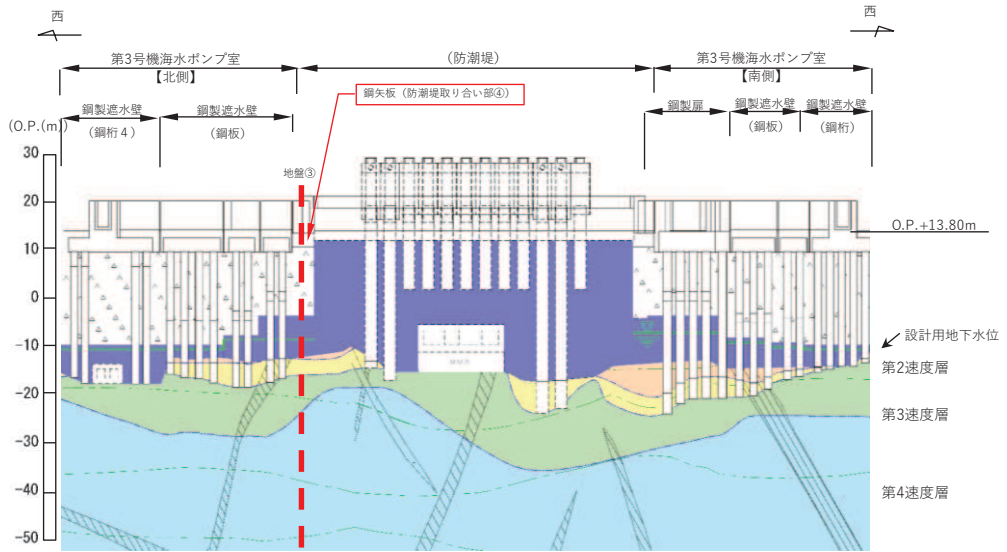 西
西
第3号機海水ポンプ室
【北側】
(防潮堤)
第3号機海水ポンプ室
【南側】
鋼矢板（防潮堤取り合い部④）
鋼製遮水壁
(鋼桁４)
鋼製遮水壁
(鋼板)
鋼製扉
鋼製遮水壁
(鋼板)
鋼製遮水壁
(鋼桁)
(O.P.(m))
地盤③
30
20
10
0
-10
-20
-30
-40
-50
O.P.+13.80m
設計用地下水位
第2速度層
第3速度層
第4速度層